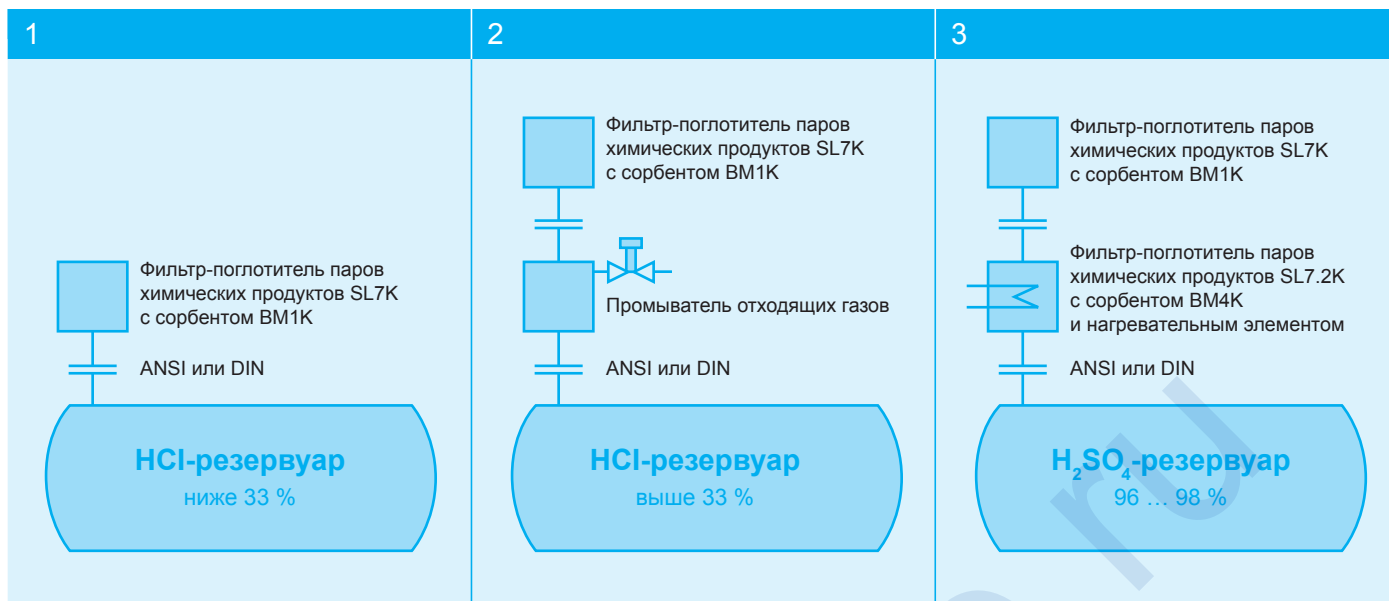 1
Фильтр-поглотитель паров
химических продуктов SL7K
с сорбентом BM1K
ANSI или DIN
HCl-резервуар
ниже 33 %
2
Фильтр-поглотитель паров
химических продуктов SL7K
с сорбентом BM1K
Промыватель отходящих газов
ANSI или DIN
HCl-резервуар
выше 33 %
3
Фильтр-поглотитель паров
химических продуктов SL7K
с сорбентом BM1K
Фильтр-поглотитель паров
химических продуктов SL7.2K
с сорбентом BM4K
и нагревательным элементом
ANSI или DIN
H₂SO₄-резервуар
96 … 98 %